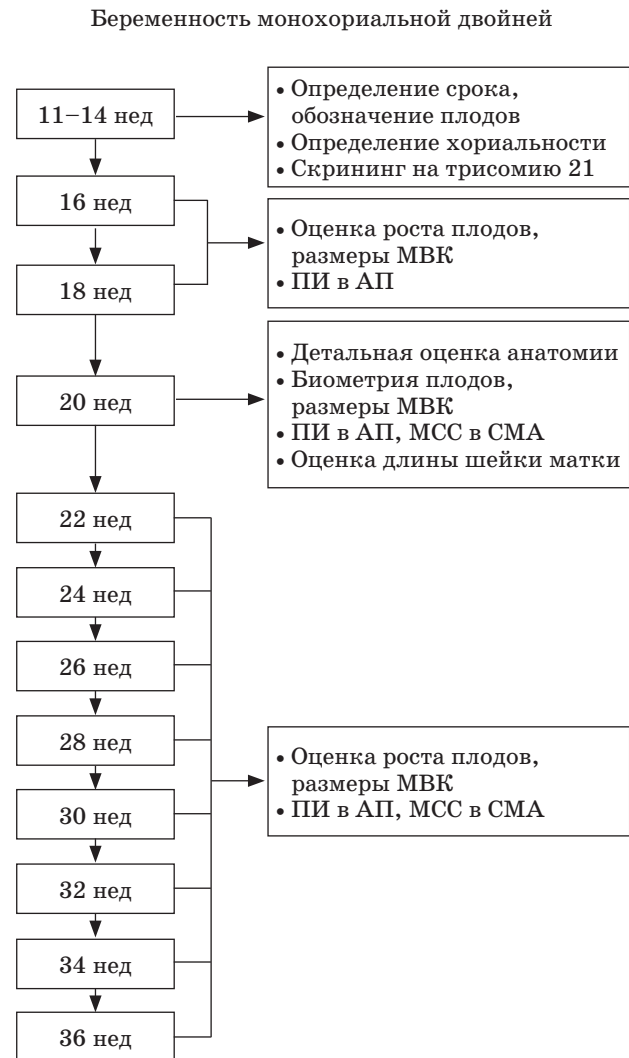 Беременность монохориальной двойней
11–14 нед
• Определение срока,
обозначение плодов
• Определение хориальности
• Скрининг на трисомию 21
16 нед
18 нед
• Оценка роста плодов,
размеры МВК
• ПИ в АП
20 нед
• Детальная оценка анатомии
• Биометрия плодов,
размеры МВК
• ПИ в АП, МСС в СМА
• Оценка длины шейки матки
22 нед
24 нед
26 нед
28 нед
30 нед
32 нед
34 нед
36 нед
• Оценка роста плодов,
размеры МВК
• ПИ в АП, МСС в СМА